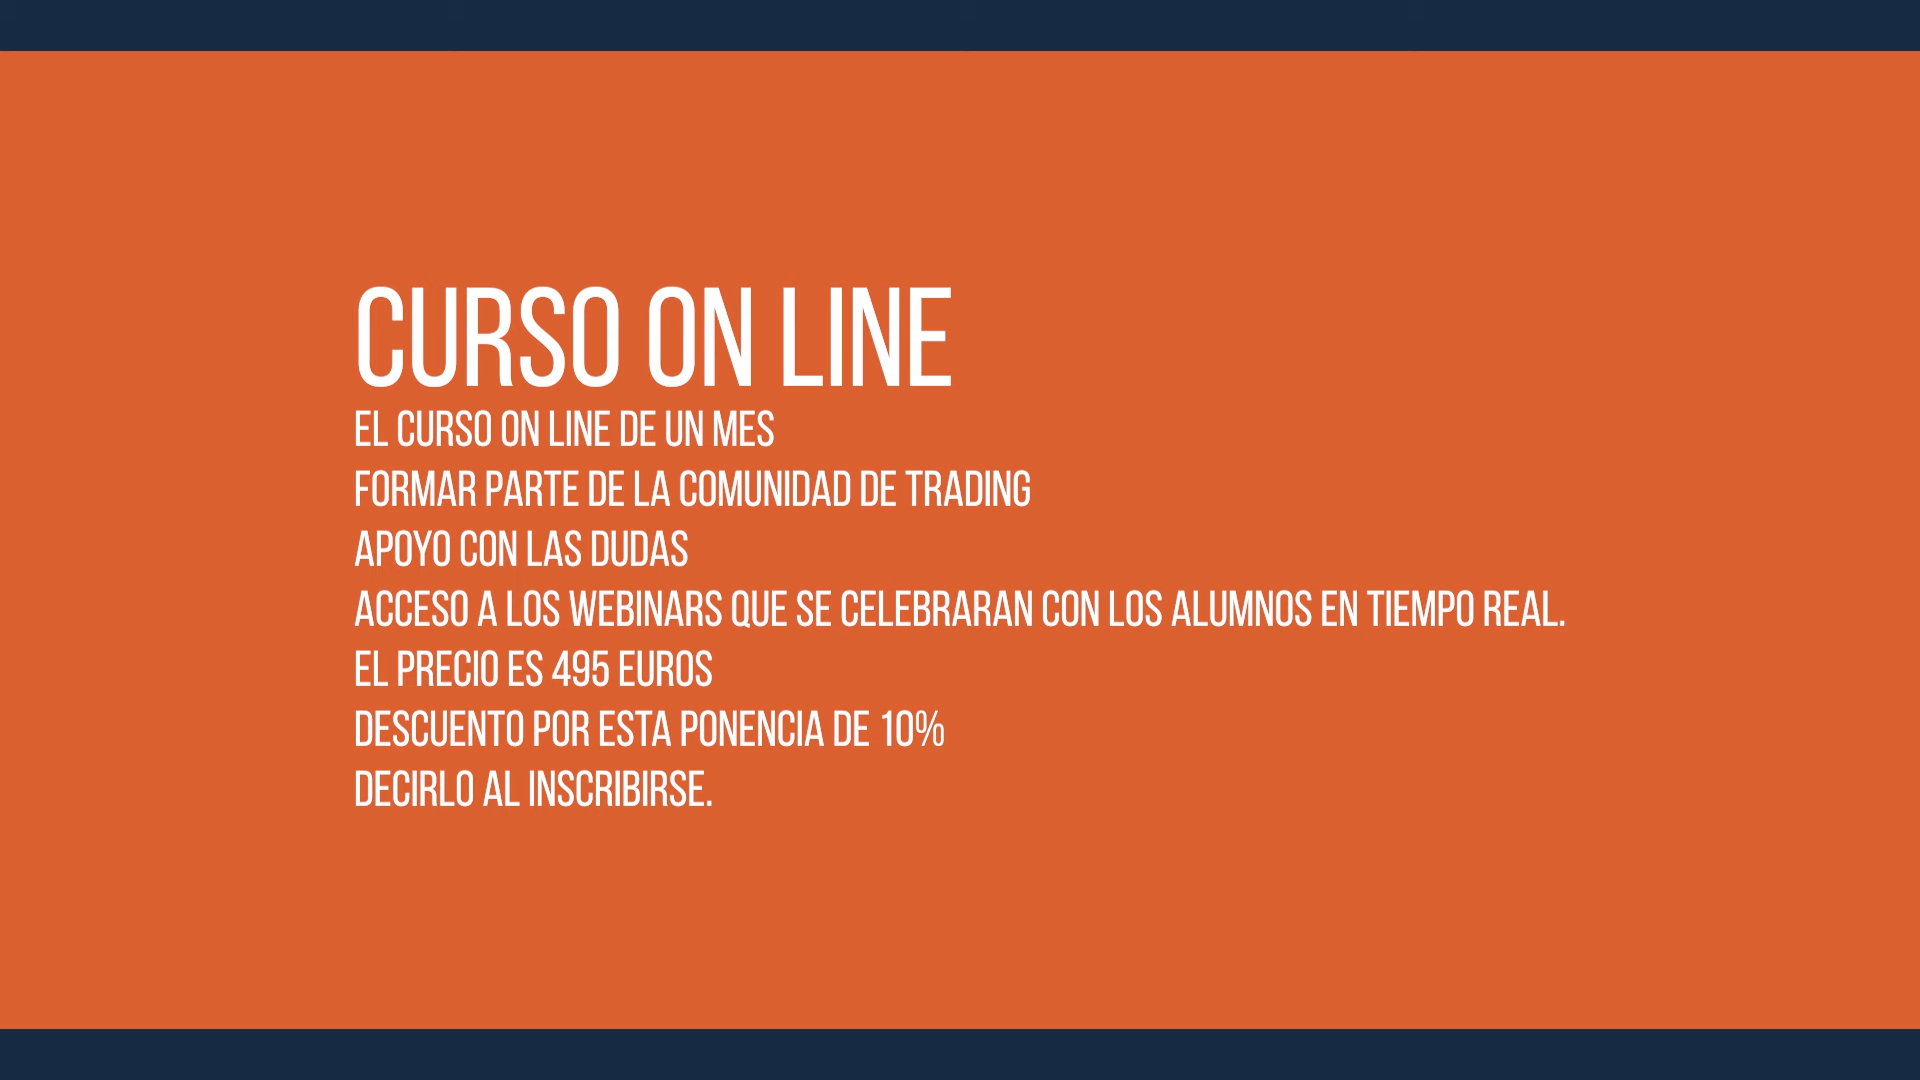 CURSO ON LINE
EL CURSO ON LINE DE UN MES
FORMAR PARTE DE LA COMUNIDAD DE TRADING
APOYO CON LAS DUDAS
ACCESO A LOS WEBINARS QUE SE CELEBRARAN CON LOS ALUMNOS EN TIEMPO REAL.
EL PRECIO ES 495 EUROS
DESCUENTO POR ESTA PONENCIA DE 10%
DECIRLO AL INSCRIBIRSE.